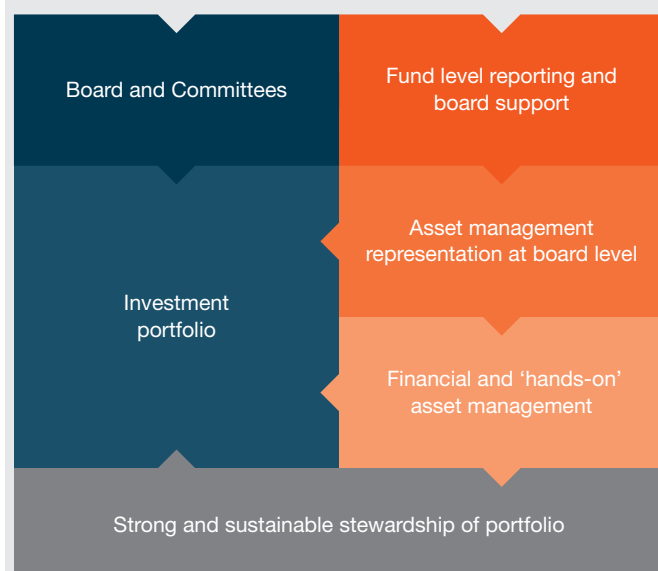 Board and Committees
Fund level reporting and
board support
Asset management
representation at board level
Investment
portfolio
Financial and ‘hands-on’
asset management
Strong and sustainable stewardship of portfolio